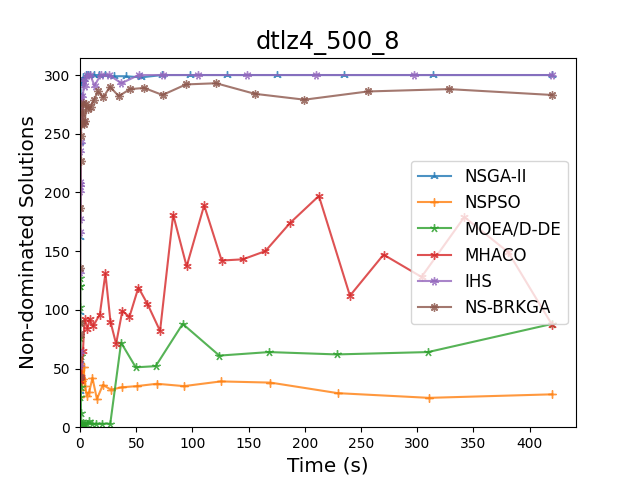 dtlz4_500_8
Non-dominated Solutions
300
250
200
150
100
50
0
NSGA-II
NSPSO
MOEA/D-DE
MHACO
IHS
NS-BRKGA
0 50 100 150 200 250 300 350 400
Time (s)